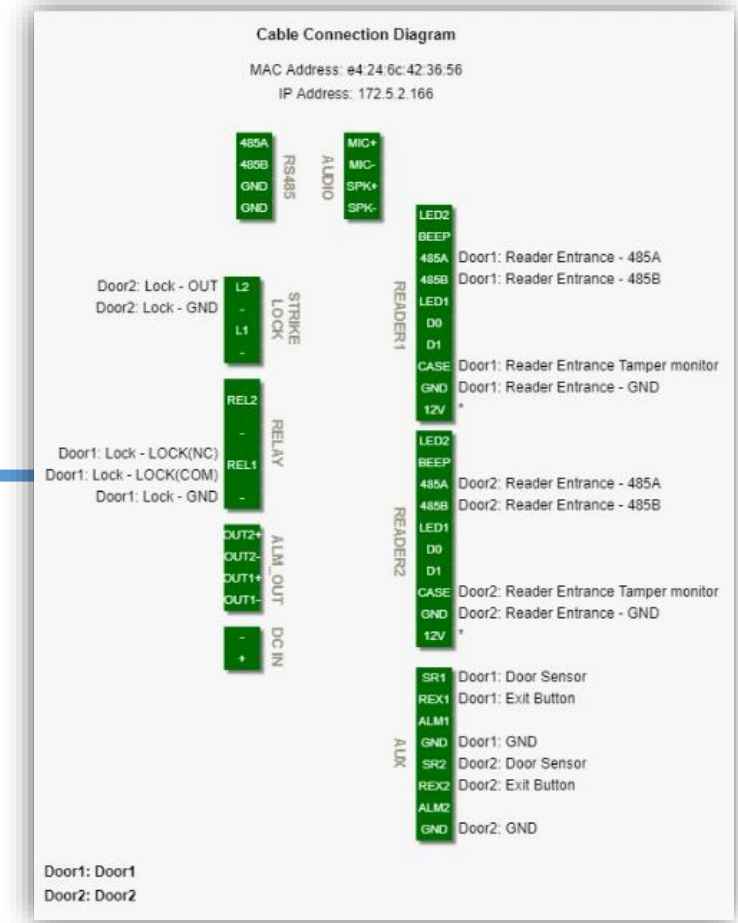 Cable Connection Diagram
MAC Address: e4:24:6c:42:36:56
IP Address: 172.5.2.166
485A
485B
GND
GND
RS485
AUDIO
MIC+
MIC-
SPK+
SPK-
Door2: Lock - OUT L2
Door2: Lock - GND -
L1
-
STRIKE
LOCK
REL2
-
Door1: Lock - LOCK(NC)
Door1: Lock - LOCK(COM) REL1
Door1: Lock - GND -
RELAY
OUT2+
OUT2-
OUT1+
OUT1-
ALM_OUT
-
+
DC IN
READER1
LED2
BEEP
485A Door1: Reader Entrance - 485A
485B Door1: Reader Entrance - 485B
LED1
D0
D1
CASE Door1: Reader Entrance Tamper monitor
GND Door1: Reader Entrance - GND
12V *
READER2
LED2
BEEP
485A Door2: Reader Entrance - 485A
485B Door2: Reader Entrance - 485B
LED1
D0
D1
CASE Door2: Reader Entrance Tamper monitor
GND Door2: Reader Entrance - GND
12V *
AUX
SR1 Door1: Door Sensor
REX1 Door1: Exit Button
ALM1
GND Door1: GND
SR2 Door2: Door Sensor
REX2 Door2: Exit Button
ALM2
GND Door2: GND
Door1: Door1
Door2: Door2